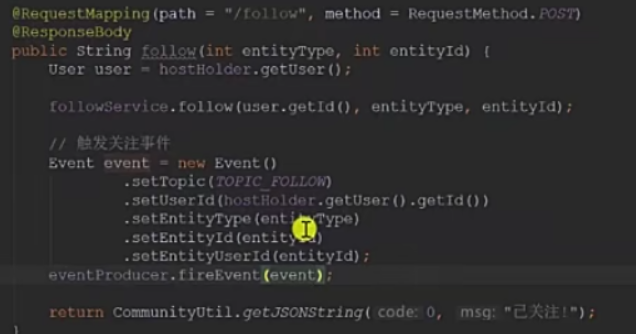 @RequestMapping(path = "/follow", method = RequestMethod.POST)
@ResponseBody
public String follow(int entityType, int entityId) {
User user = hostHolder.getUser();
followService.follow(user.getId(), entityType, entityId);
// 触发关注事件
Event event = new Event()
.setTopic(TOPIC_FOLLOW)
.setUserId(hostHolder.getUser().getId())
.setEntityType(entityType)
.setEntityId(entityId)
.setEntityUserId(entityId);
eventProducer.fireEvent(event);
return CommunityUtil.getJSONString( code: 0, msg: "已关注!");
}